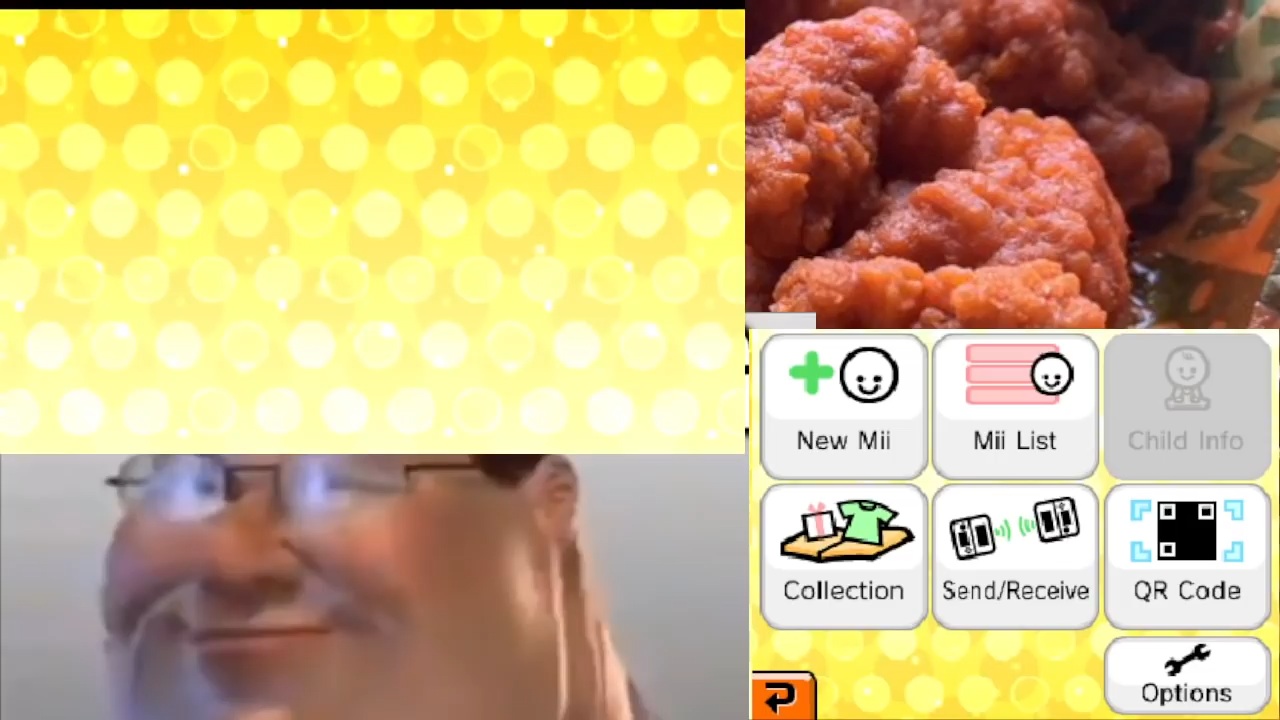 New Mii
Mii List
Child Info
Collection
Send/Receive
QR Code
Options